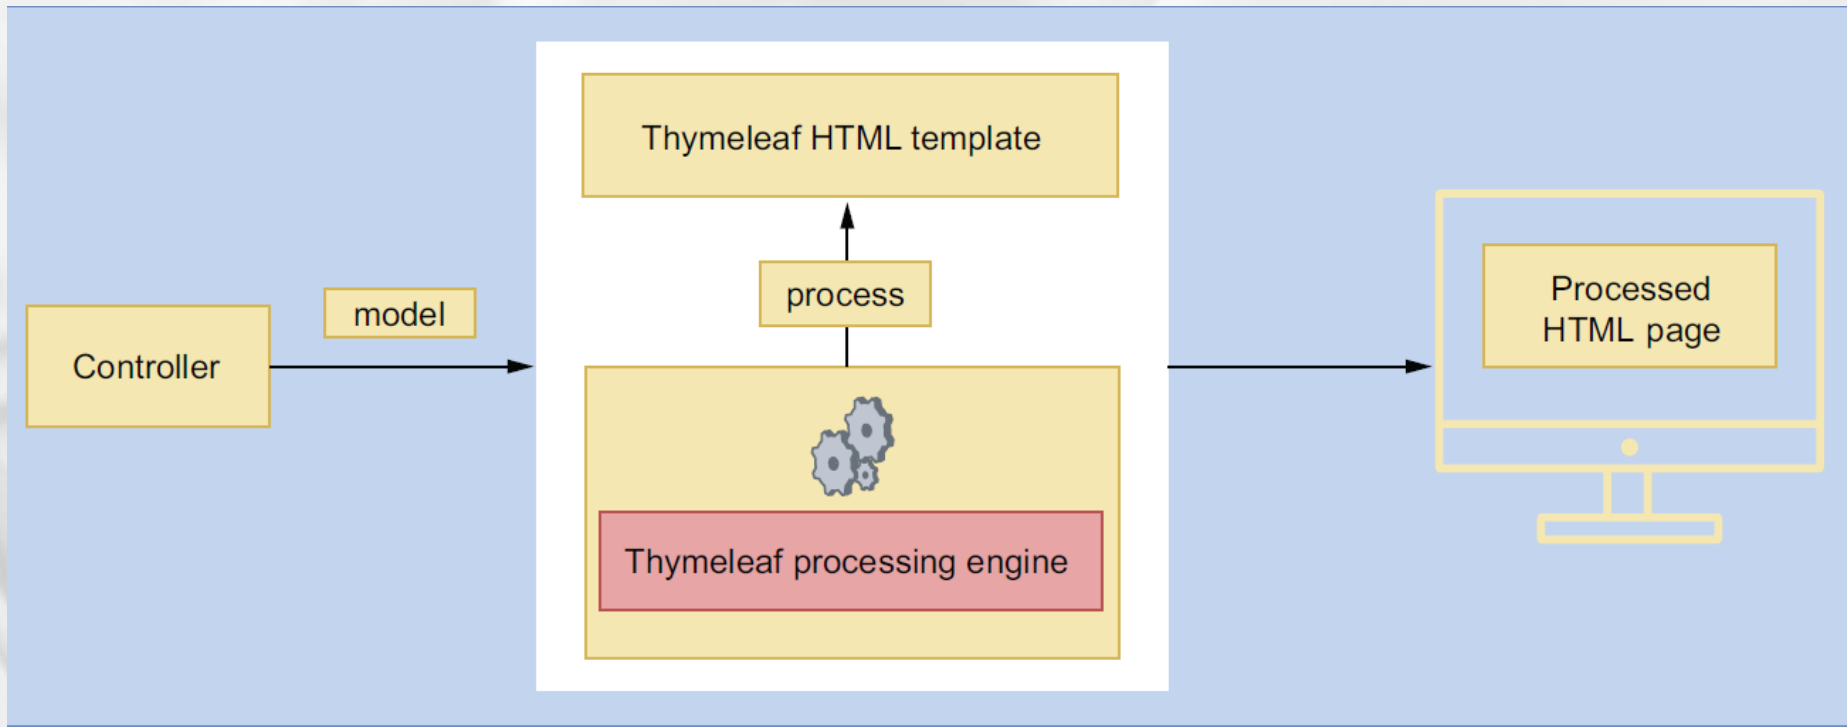 Controller
model
Thymeleaf HTML template
process
Thymeleaf processing engine
Processed
HTML page